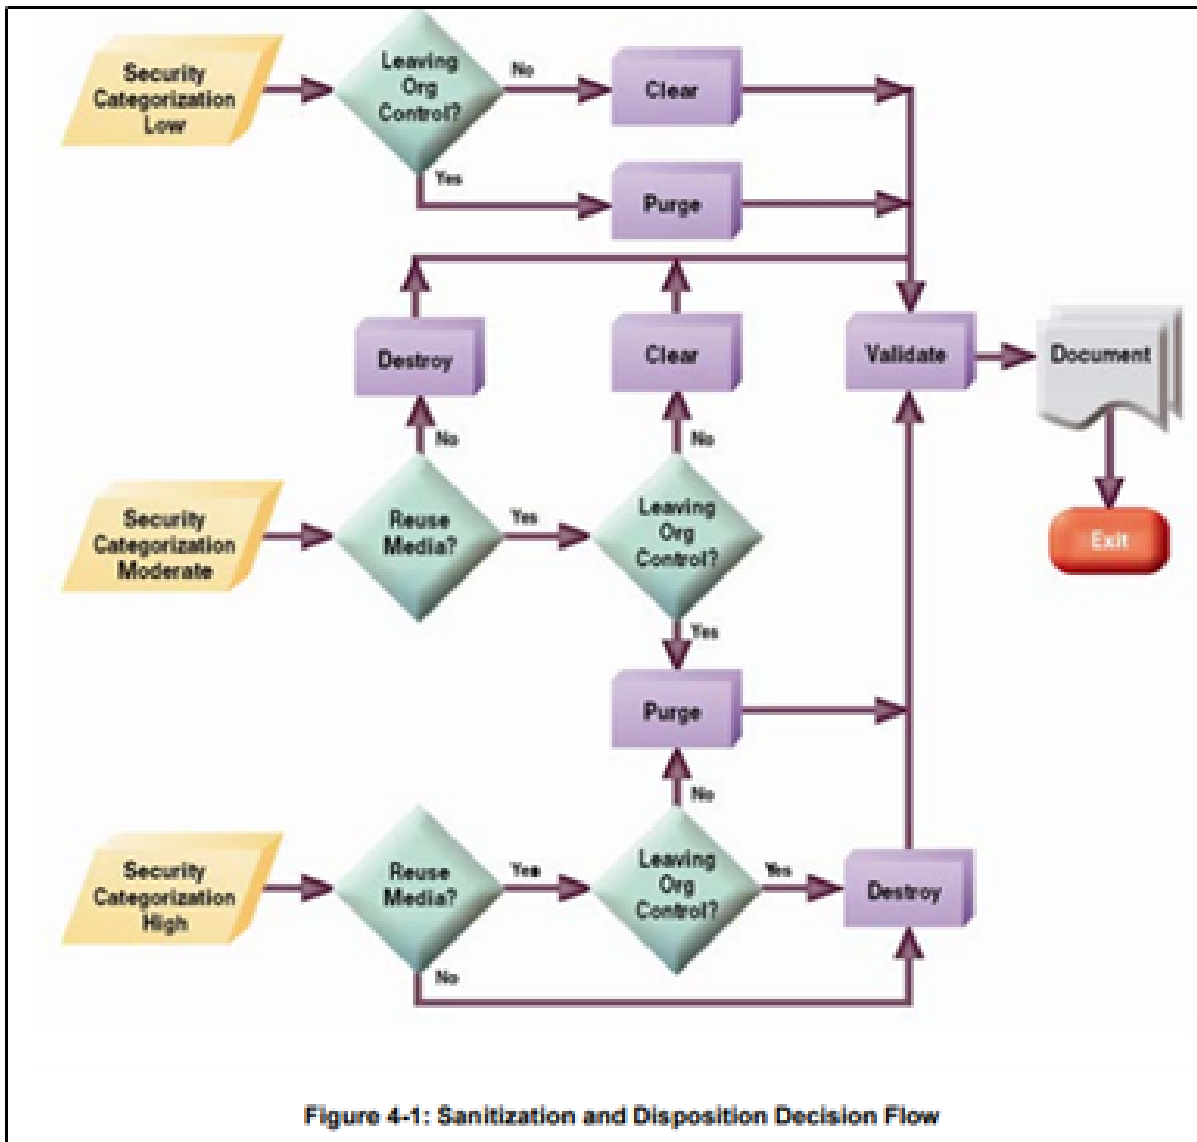 Security
Categorization
Low
Leaving
Org
Control?
No
Clear
Yes
Purge
Destroy
Clear
Validate
Document
No
No
Security
Categorization
Moderate
Reuse
Media?
Yes
Leaving
Org
Control?
Exit
Yes
Purge
No
Security
Categorization
High
Reuse
Media?
Yes
Leaving
Org
Control?
Yes
Destroy
No
Figure 4-1: Sanitization and Disposition Decision Flow